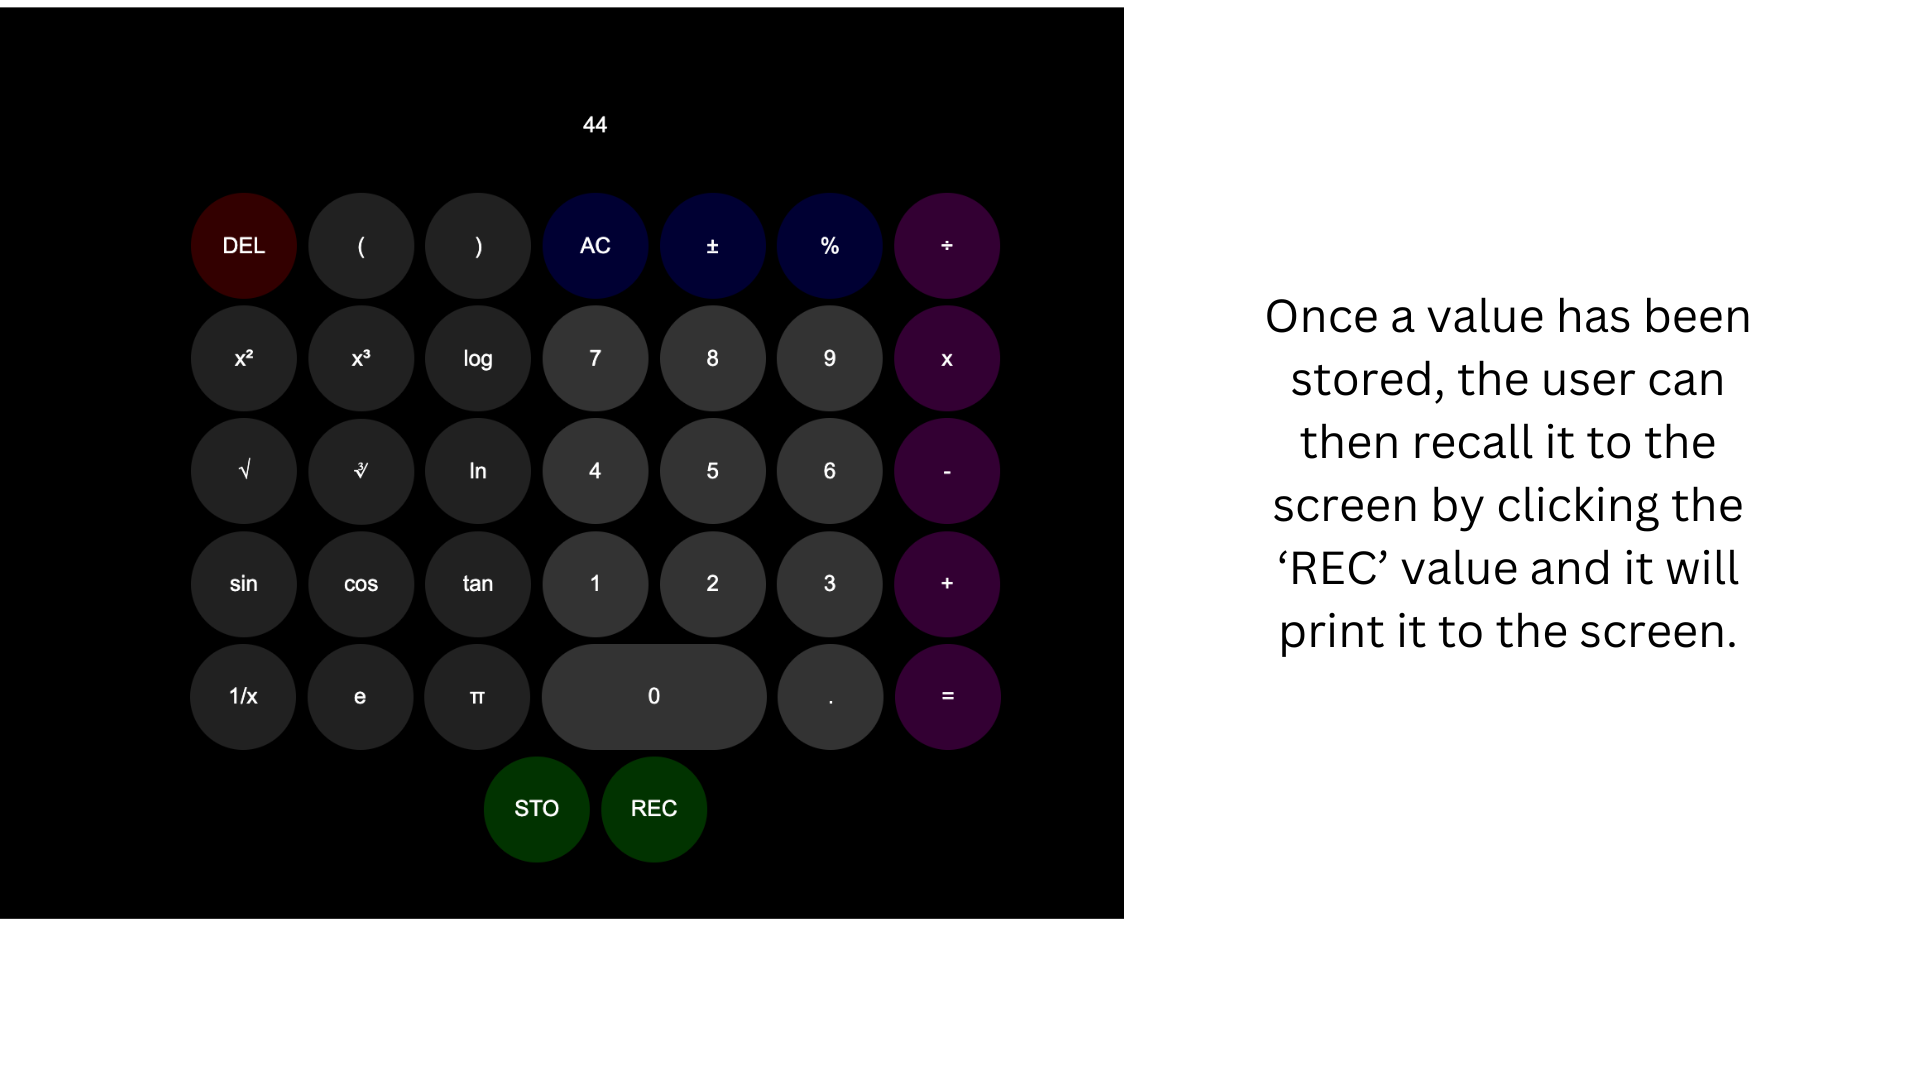 44
DEL ( ) AC ± % ÷
x² x³ log 7 8 9 x
√ ∛ ln 4 5 6 -
sin cos tan 1 2 3 +
1/x e π 0 . =
STO REC
Once a value has been
stored, the user can
then recall it to the
screen by clicking the
‘REC’ value and it will
print it to the screen.